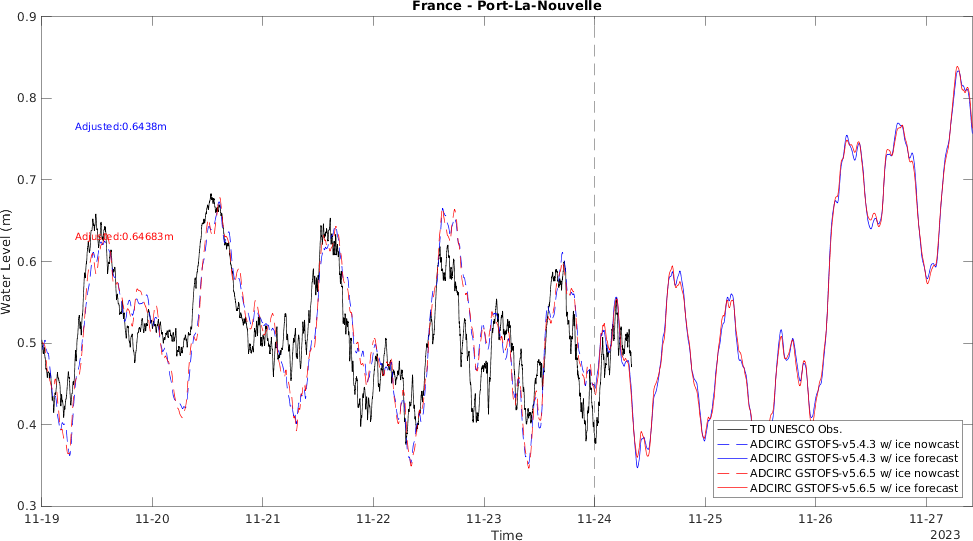 France - Port-La-Nouvelle
0.9
0.8
0.7
0.6
0.5
0.4
0.3
Water Level (m)
Adjusted:0.6438m
Adjusted:0.64683m
TD UNESCO Obs.
ADCIRC GSTOFS-v5.4.3 w/ ice nowcast
ADCIRC GSTOFS-v5.4.3 w/ ice forecast
ADCIRC GSTOFS-v5.6.5 w/ ice nowcast
ADCIRC GSTOFS-v5.6.5 w/ ice forecast
11-19 11-20 11-21 11-22 11-23 11-24 11-25 11-26 11-27
Time
2023